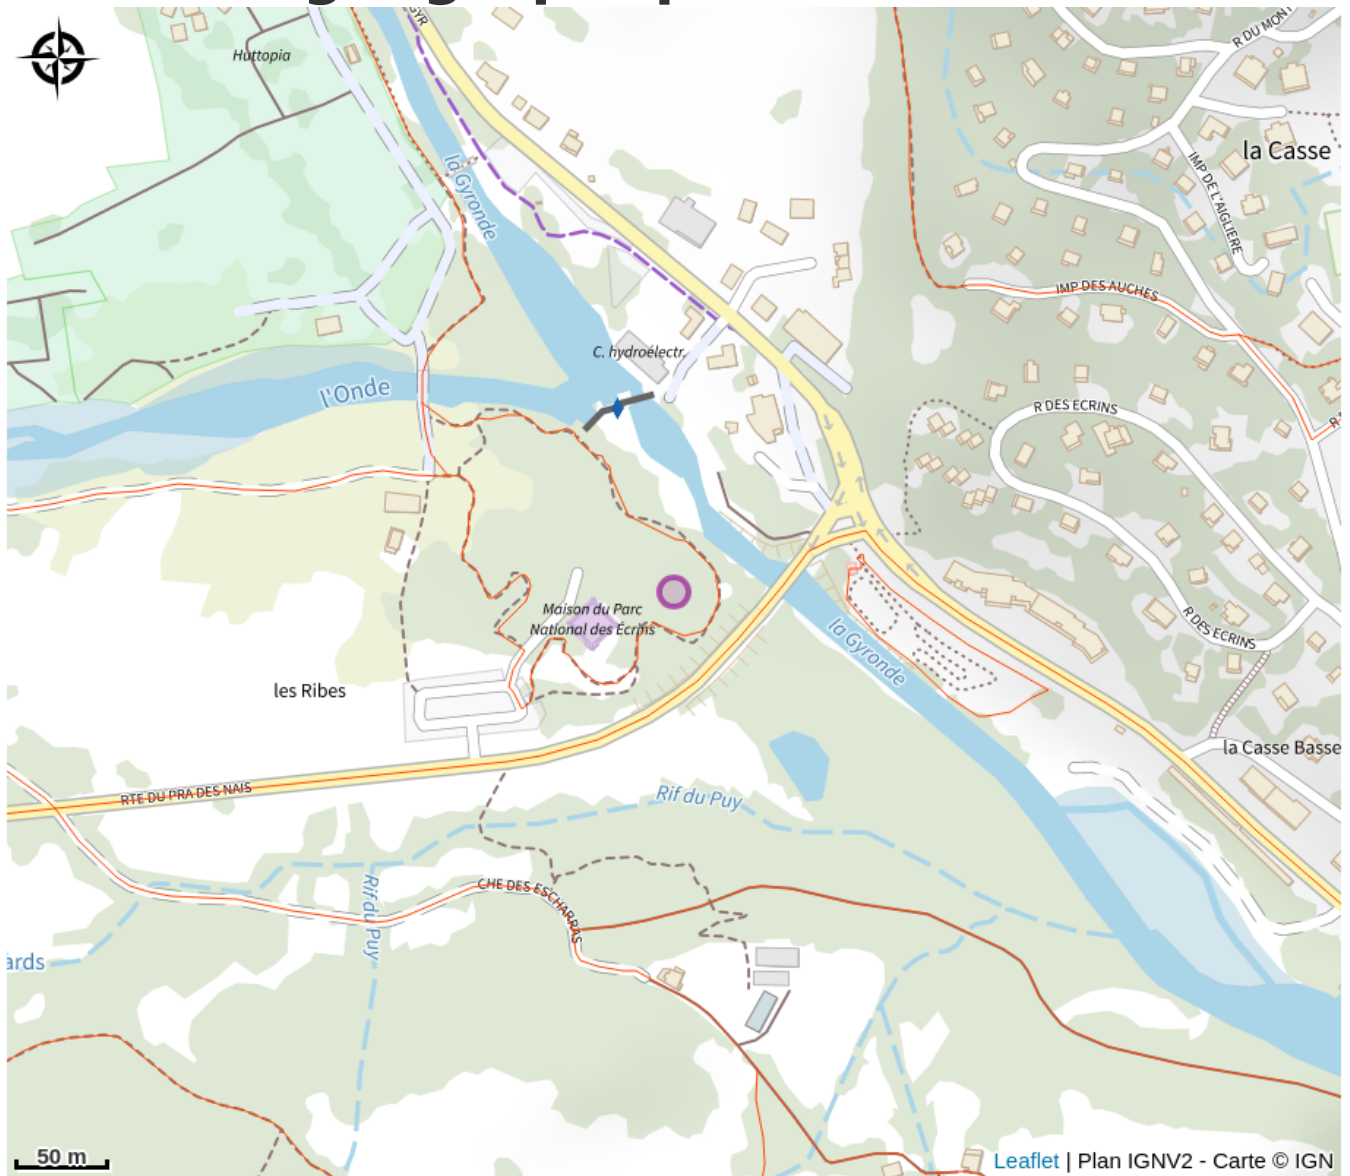 GYR
Huttopia
R DU MONT
la Casse
IMP DE L'AIGLIERE
la Gyronde
IMP DES AUCHES
C. hydroélectr.
l'Onde
R DES ECRINS
Maison du Parc
National des Écrins
R DES ECRINS
la Gyronde
les Ribes
la Casse Basse
RTE DU PRA DES NAIS
Rif du Puy
CHE DES ESCHARRAS
Rif du Puy
ards
50 m
Leaflet | Plan IGNV2 - Carte © IGN